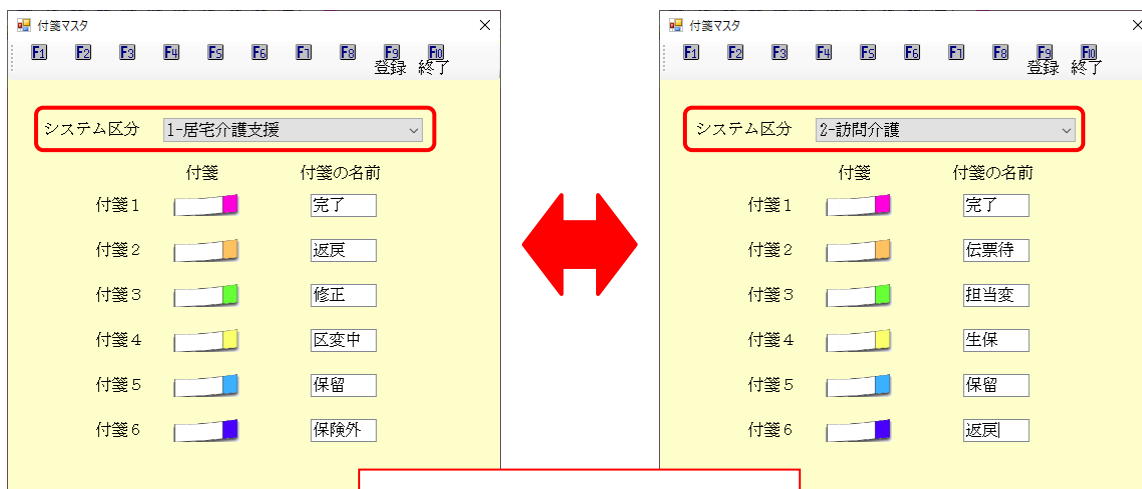 付箋マスタ
F1 F2 F3 F4 F5 F6 F7 F8 F9 F10
登録 終了
システム区分 1-居宅介護支援
付箋 付箋の名前
付箋1 完了
付箋2 返戻
付箋3 修正
付箋4 区変中
付箋5 保留
付箋6 保険外
付箋マスタ
F1 F2 F3 F4 F5 F6 F7 F8 F9 F10
登録 終了
システム区分 2-訪問介護
付箋 付箋の名前
付箋1 完了
付箋2 伝票待
付箋3 担当変
付箋4 生保
付箋5 保留
付箋6 返戻